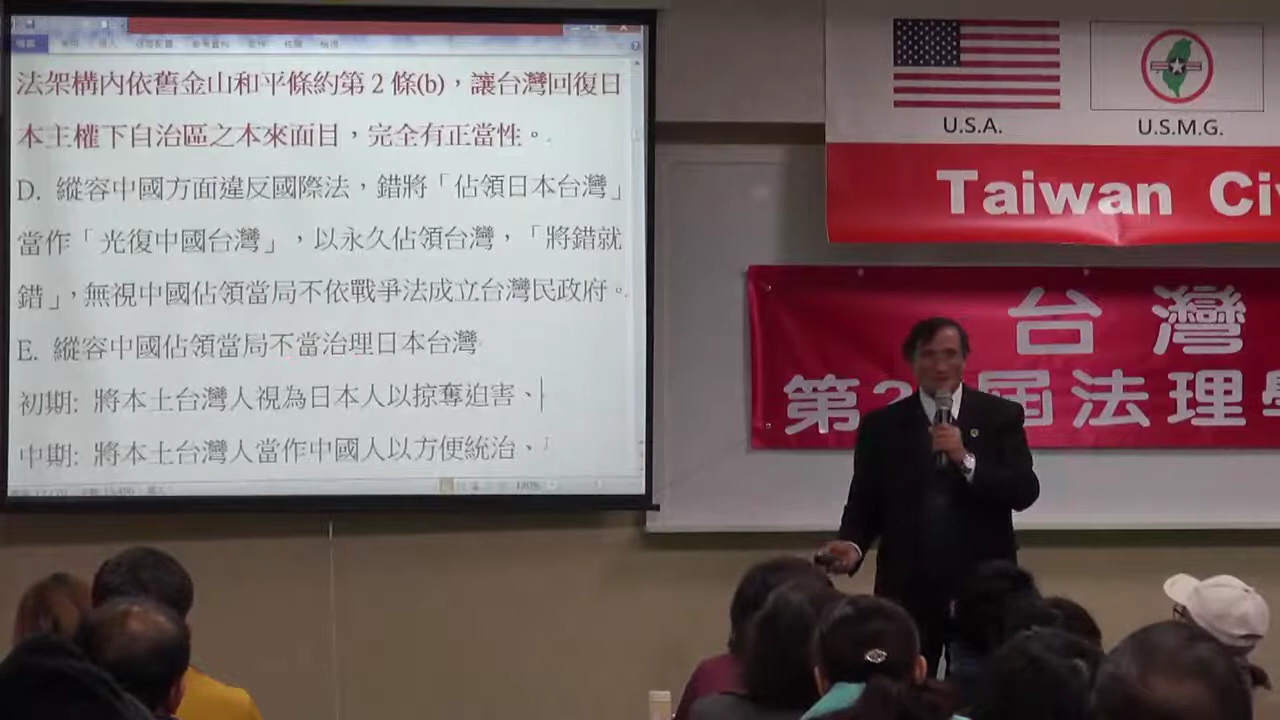 法架構內依舊金山和平條約第 2 條(b)，讓台灣回復日
本主權下自治區之本來面目，完全有正當性。
D. 縱容中國方面違反國際法，錯將「佔領日本台灣」
當作「光復中國台灣」，以永久佔領台灣，「將錯就
錯」，無視中國佔領當局不依戰爭法成立台灣民政府。
E. 縱容中國佔領當局不當治理日本台灣
初期: 將本土台灣人視為日本人以掠奪迫害、
中期: 將本土台灣人當作中國人以方便統治、
U.S.A.
U.S.M.G.
Taiwan Ci
台灣
第2 屆法理